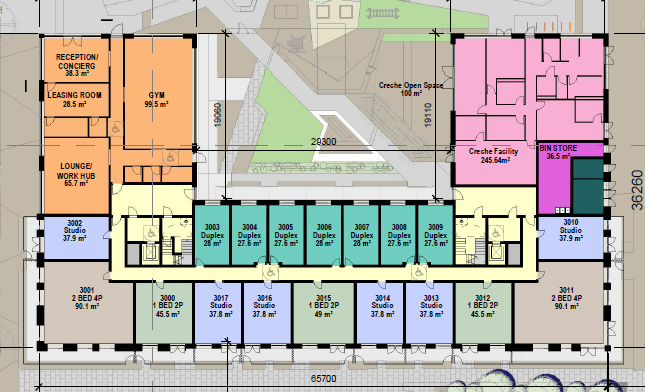 RECEPTION/
CONCIERG
38.3 m²
LEASING ROOM
28.5 m²
GYM
99.5 m²
LOUNGE/
WORK HUB
65.7 m²
19060
29300
19110
Creche Open Space
100 m²
Creche Facility
245.64m²
BIN STORE
36.5 m²
36260
3002
Studio
37.9 m²
3003
Duplex
28 m²
3004
Duplex
27.6 m²
3005
Duplex
27.6 m²
3006
Duplex
28 m²
3007
Duplex
28 m²
3008
Duplex
27.6 m²
3009
Duplex
27.6 m²
3010
Studio
37.9 m²
3001
2 BED 4P
90.1 m²
3000
1 BED 2P
45.5 m²
3017
Studio
37.8 m²
3016
Studio
37.8 m²
3015
1 BED 2P
49 m²
3014
Studio
37.8 m²
3013
Studio
37.8 m²
3012
1 BED 2P
45.5 m²
3011
2 BED 4P
90.1 m²
65700